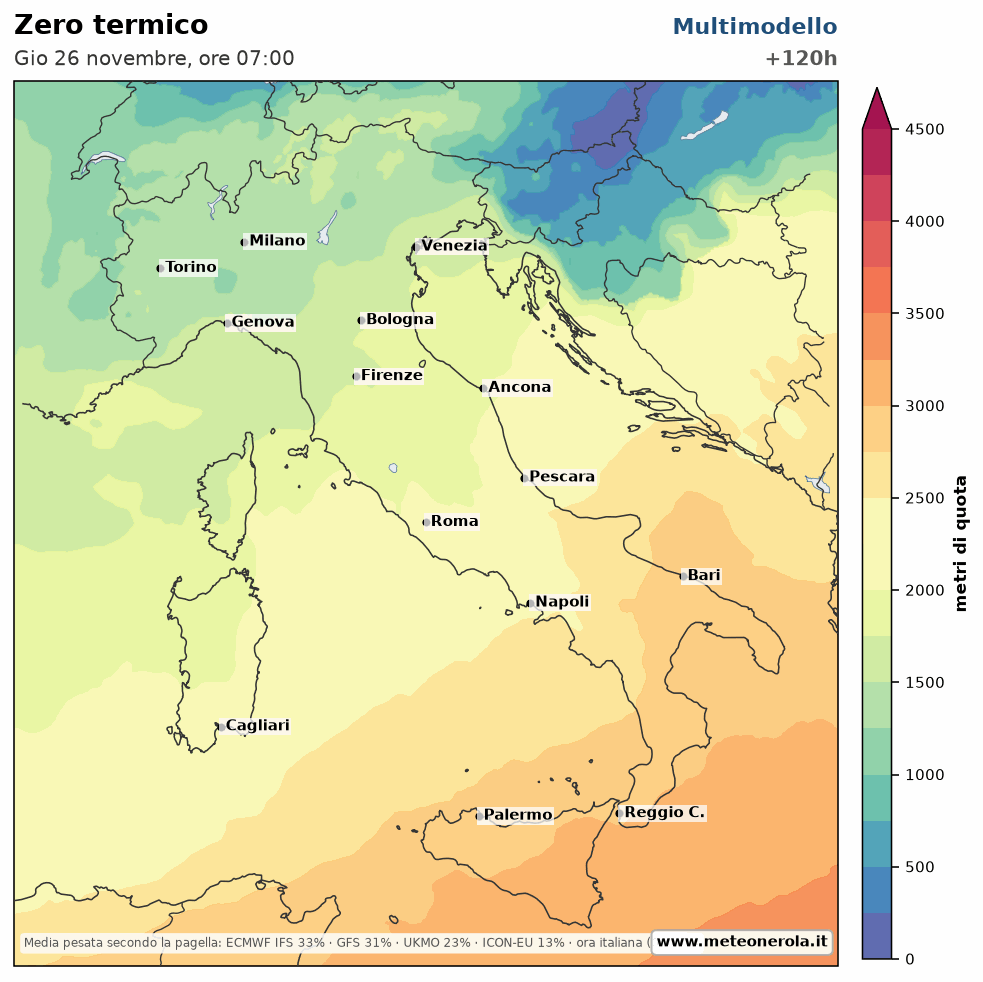 Zero termico
Multimodello
Gio 26 novembre, ore 07:00
+120h
Milano
Venezia
Torino
Genova
Bologna
Firenze
Ancona
Pescara
Roma
Bari
Napoli
Cagliari
Palermo
Reggio C.
4500
4000
3500
3000
2500
2000
1500
1000
500
0
metri di quota
Media pesata secondo la pagella: ECMWF IFS 33% · GFS 31% · UKMO 23% · ICON-EU 13% · ora italiana (
www.meteonerola.it